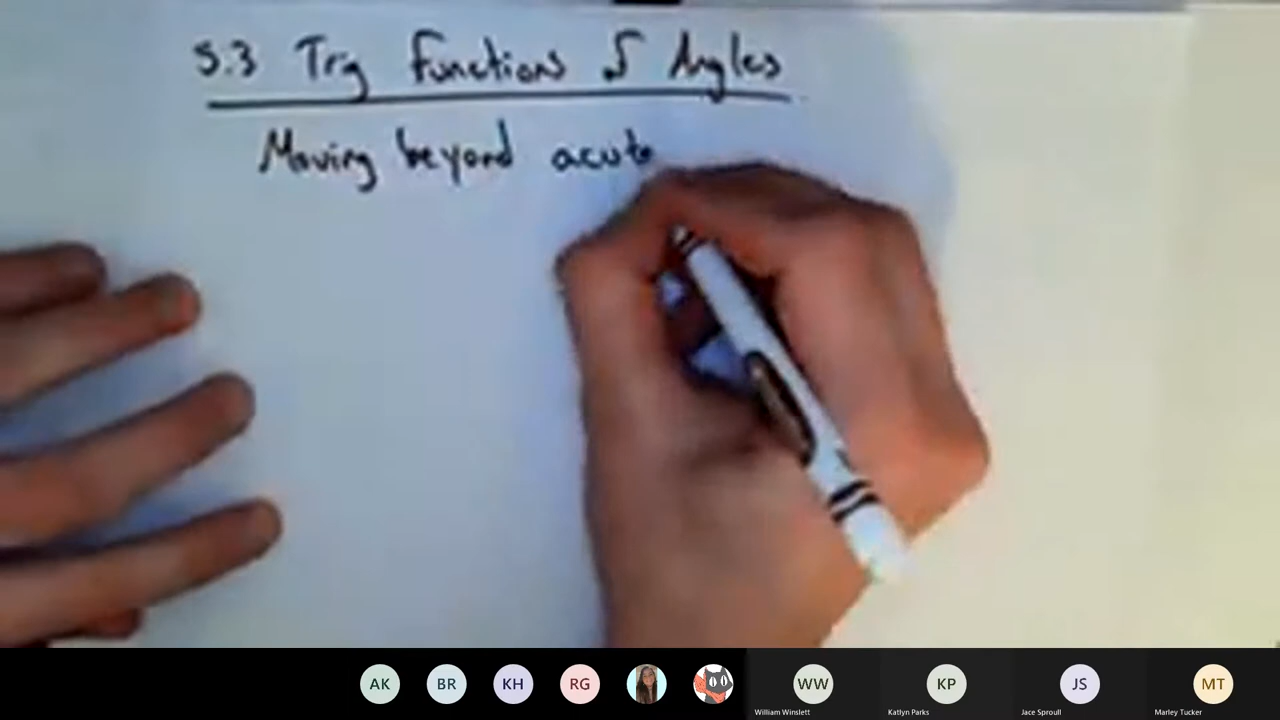 5.3 Trig Functions of Angles
Moving beyond acute
AK BR KH RG WW KP JS MT
William Winslett Katlyn Parks Jace Sproull Marley Tucker